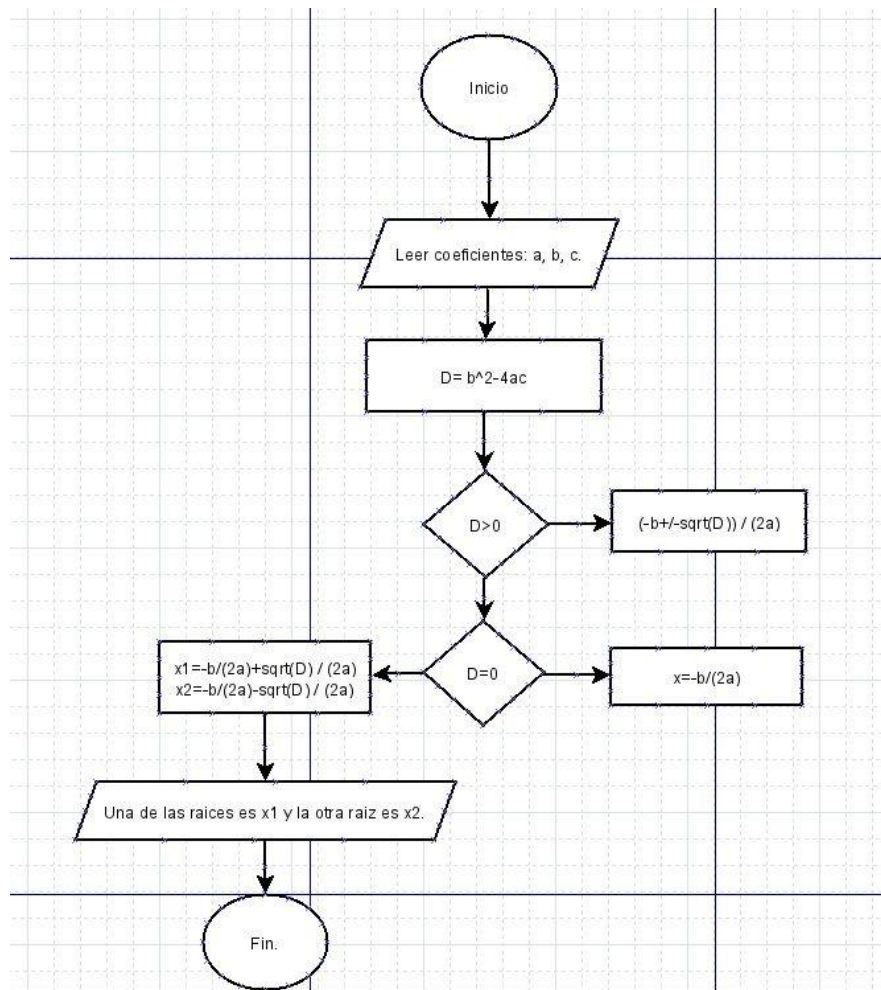 Inicio
Leer coeficientes: a, b, c.
D= b^2-4ac
D>0
(-b+/-sqrt(D)) / (2a)
D=0
x1=-b/(2a)+sqrt(D) / (2a)
x2=-b/(2a)-sqrt(D) / (2a)
x=-b/(2a)
Una de las raices es x1 y la otra raiz es x2.
Fin.